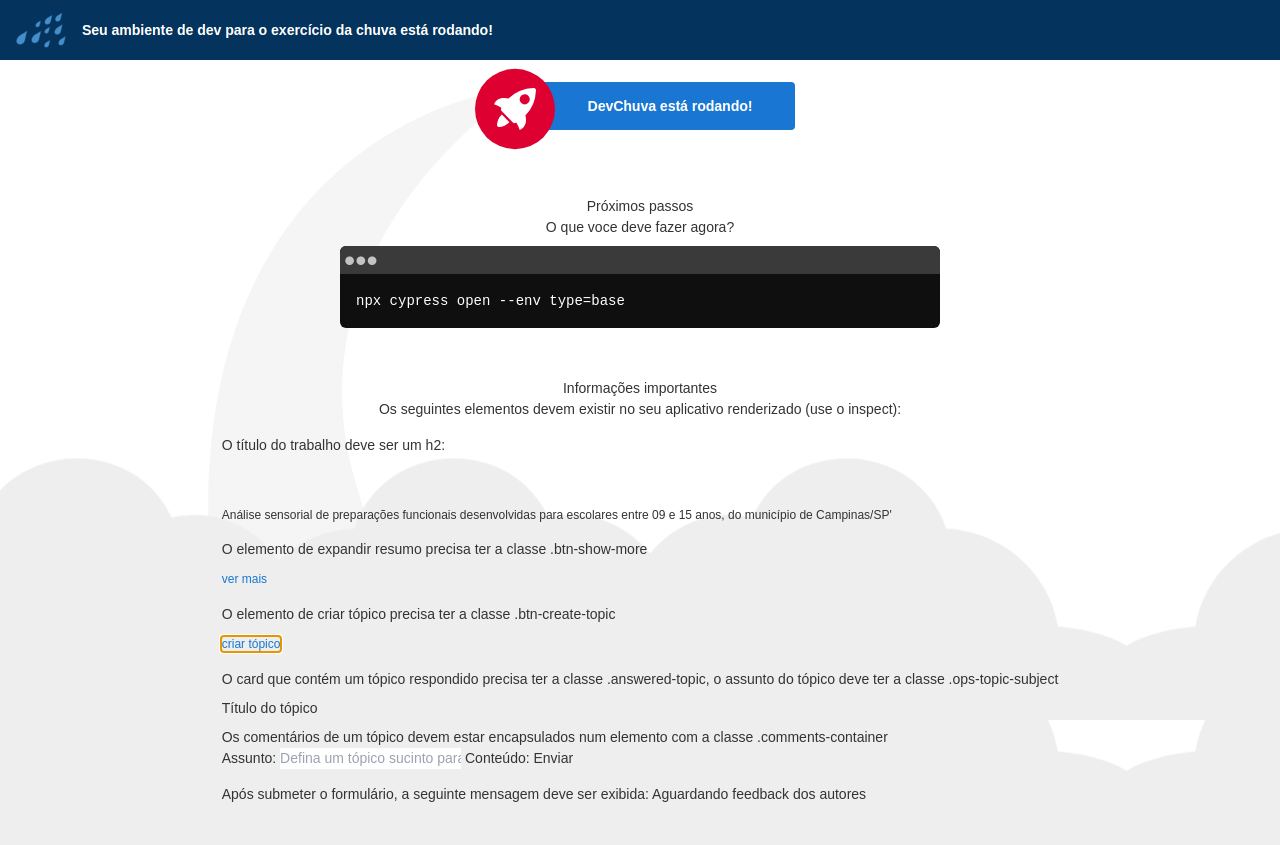 Seu ambiente de dev para o exercício da chuva está rodando!
DevChuva está rodando!
Próximos passos
O que voce deve fazer agora?
npx cypress open --env type=base
Informações importantes
Os seguintes elementos devem existir no seu aplicativo renderizado (use o inspect):
O título do trabalho deve ser um h2:
Análise sensorial de preparações funcionais desenvolvidas para escolares entre 09 e 15 anos, do município de Campinas/SP'
O elemento de expandir resumo precisa ter a classe .btn-show-more
ver mais
O elemento de criar tópico precisa ter a classe .btn-create-topic
criar tópico
O card que contém um tópico respondido precisa ter a classe .answered-topic, o assunto do tópico deve ter a classe .ops-topic-subject
Título do tópico
Os comentários de um tópico devem estar encapsulados num elemento com a classe .comments-container
Assunto: Defina um tópico sucinto para Conteúdo: Enviar
Após submeter o formulário, a seguinte mensagem deve ser exibida: Aguardando feedback dos autores